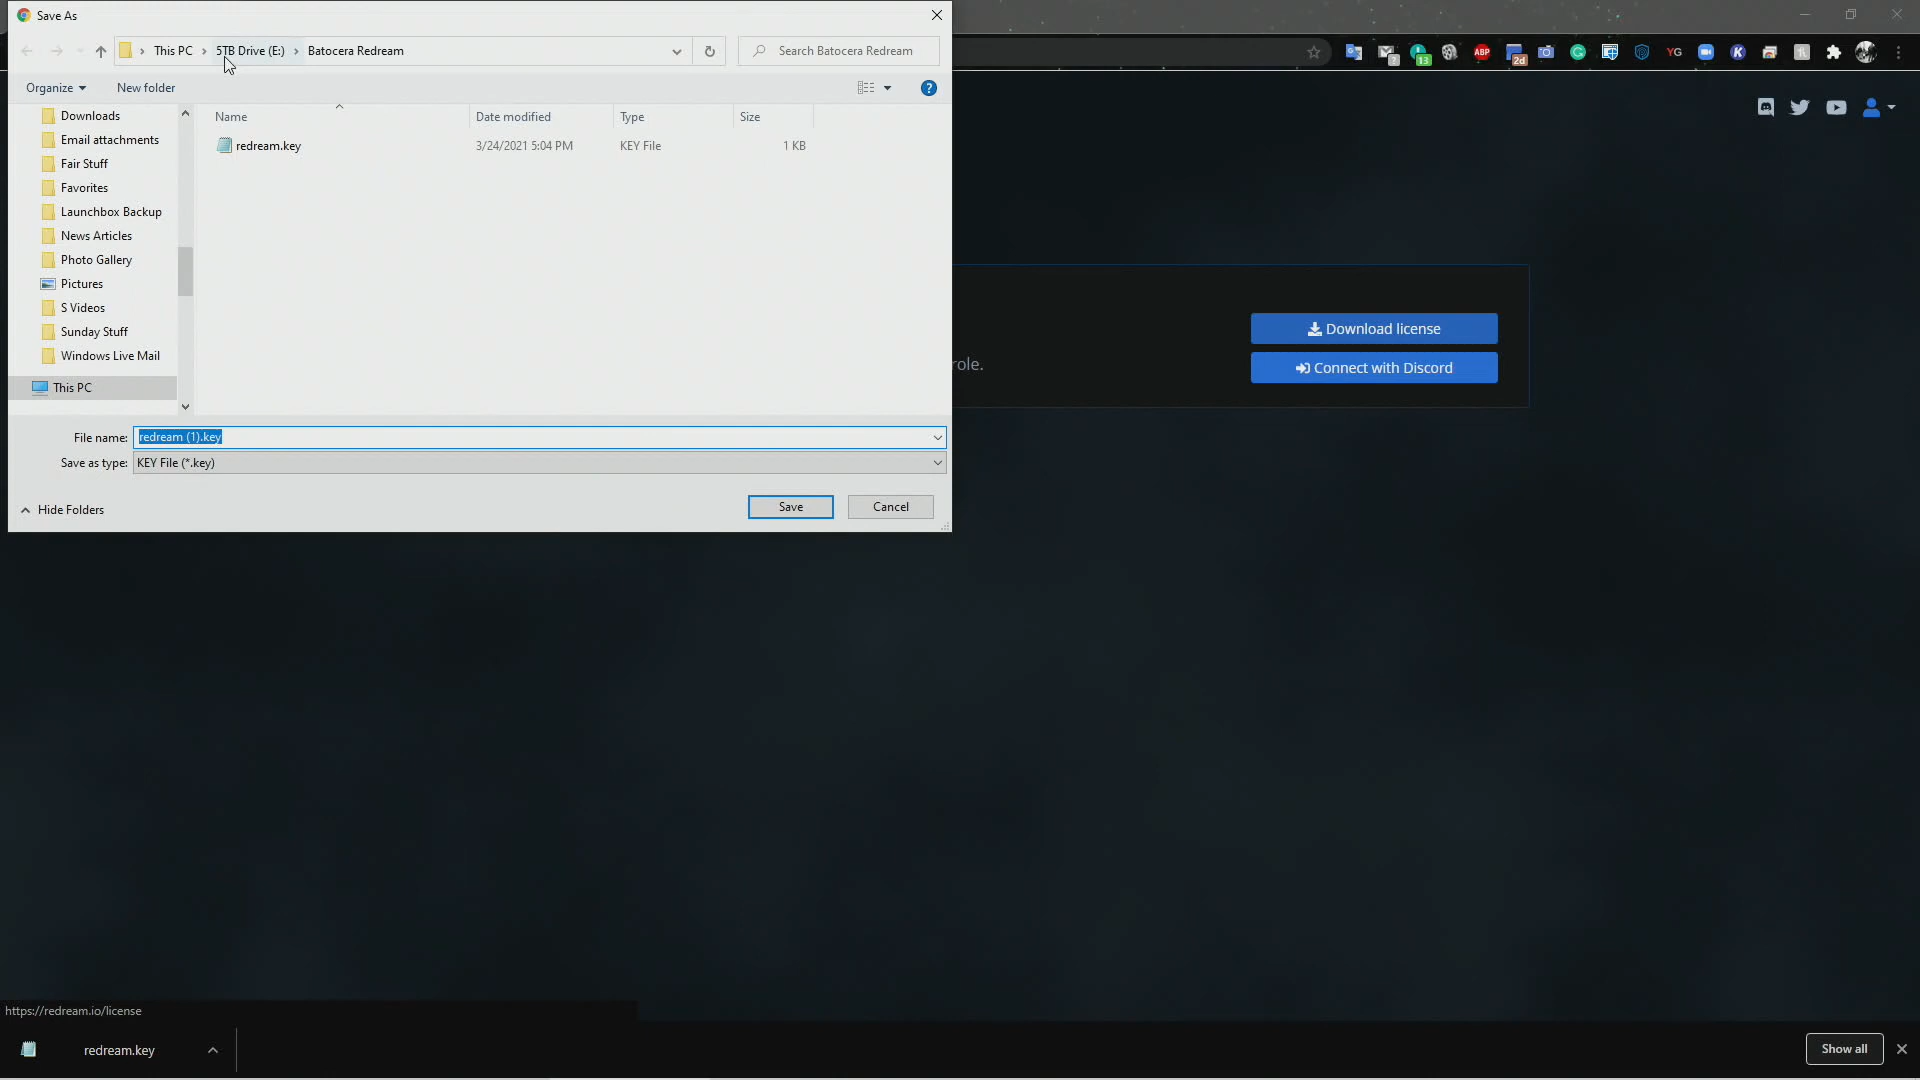 Save As
This PC
5TB Drive (E:)
Batocera Redream
Search Batocera Redream
Organize
New folder
Downloads
Email attachments
Fair Stuff
Favorites
Launchbox Backup
News Articles
Photo Gallery
Pictures
S Videos
Sunday Stuff
Windows Live Mail
This PC
Name
Date modified
Type
Size
redream.key
3/24/2021 5:04 PM
KEY File
1 KB
File name:
redream (1).key
Save as type:
KEY File (*.key)
Hide Folders
Save
Cancel
13
ABP
2d
YG
K
Download license
role.
Connect with Discord
https://redream.io/license
redream.key
Show all